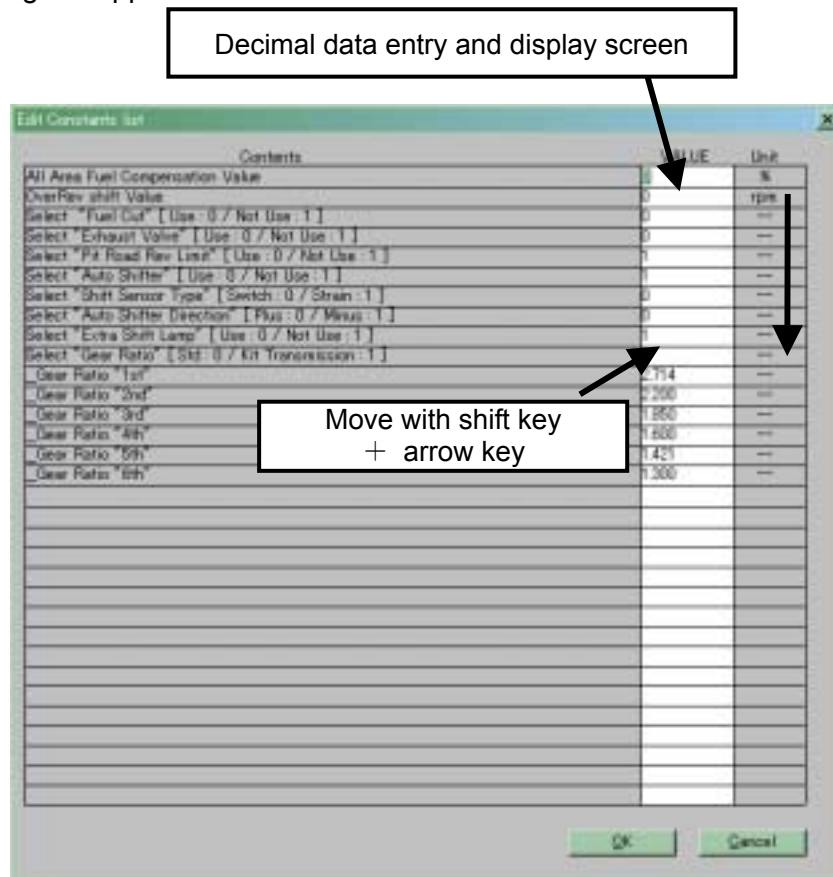 Decimal data entry and display screen
Edit Constants list
Contents VALUE Unit
All Area Fuel Compensation Value %
OverRev shift Value 0 rpm
Select "Fuel Cut" [ Use : 0 / Not Use : 1 ] 0 ---
Select "Exhaust Valve" [ Use : 0 / Not Use : 1 ] 0 ---
Select "Pit Road Rev Limit" [ Use : 0 / Not Use : 1 ] 1 ---
Select "Auto Shifter" [ Use : 0 / Not Use : 1 ] 1 ---
Select "Shift Sensor Type" [ Switch : 0 / Strain : 1 ] 0 ---
Select "Auto Shifter Direction" [ Plus : 0 / Minus : 1 ] 0 ---
Select "Extra Shift Lamp" [ Use : 0 / Not Use : 1 ] 1 ---
Select "Gear Ratio" [ Std : 0 / Kit Transmission : 1 ] ---
_Gear Ratio "1st" 2.714 ---
_Gear Ratio "2nd" 2.200 ---
_Gear Ratio "3rd" 1.850 ---
_Gear Ratio "4th" 1.600 ---
_Gear Ratio "5th" 1.421 ---
_Gear Ratio "6th" 1.300 ---
Move with shift key
+ arrow key
OK Cancel